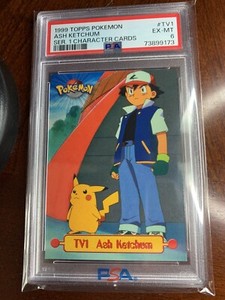 1999 TOPPS POKEMON #TV1
ASH KETCHUM EX-MT
SER. 1 CHARACTER CARDS 6
PSA 73899173
Pokémon
TV1 Ash Ketchum
PSA